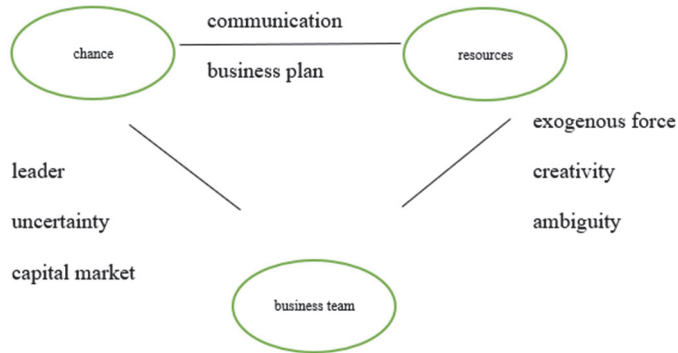 communication
chance
resources
business plan
exogenous force
leader
creativity
uncertainty
ambiguity
capital market
business team